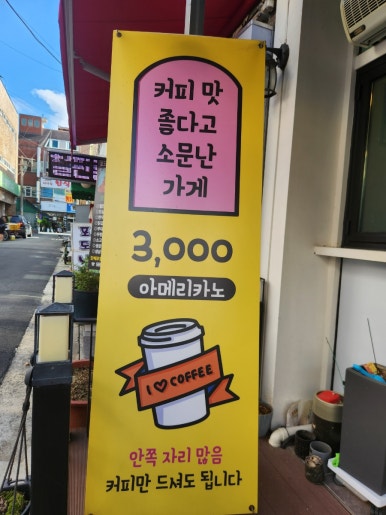 커피 맛
좋다고
소문난
가게
3,000
아메리카노
I ♡ COFFEE
안쪽 자리 많음
커피만 드셔도 됩니다